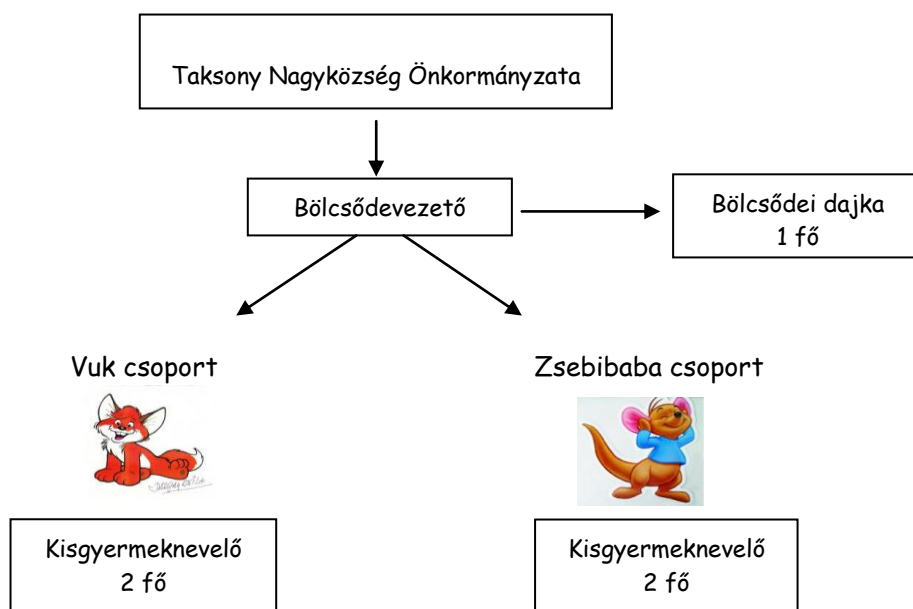 Taksony Nagyközség Önkormányzata
Bölcsődevezető
Bölcsődei dajka
1 fő
Vuk csoport
Zsebibaba csoport
Kisgyermeknevelő
2 fő
Kisgyermeknevelő
2 fő